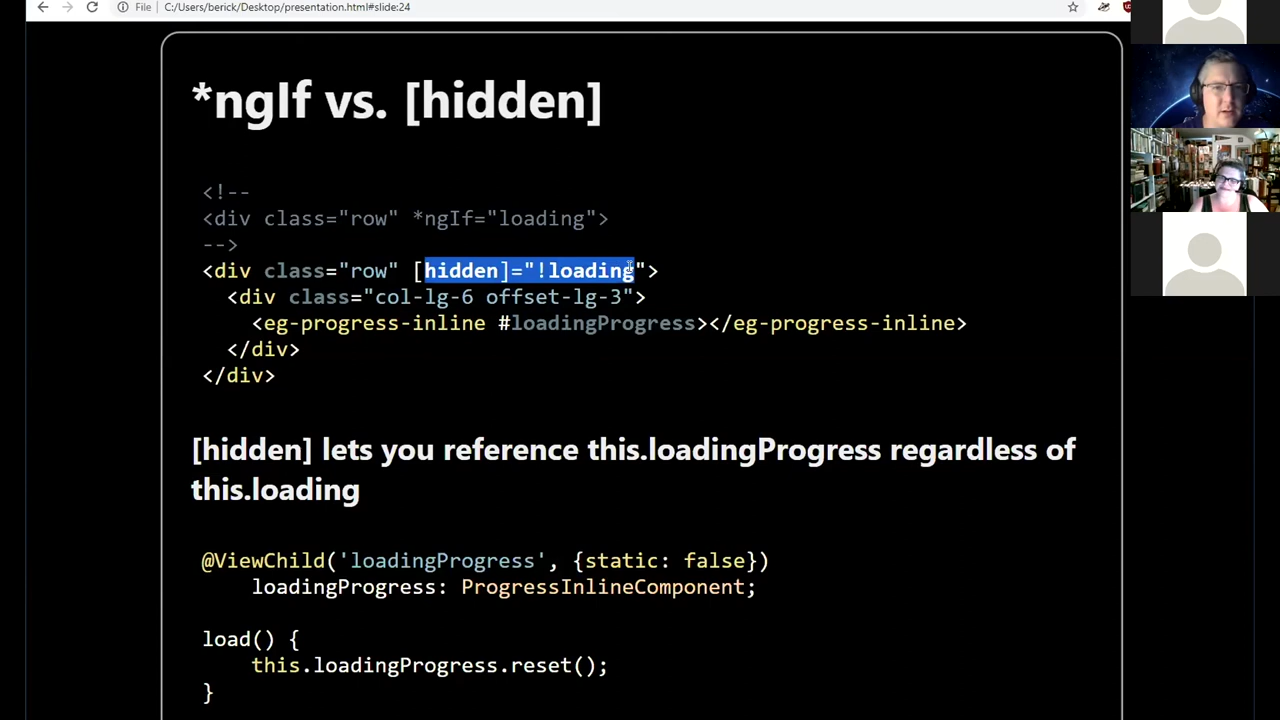 File
C:/Users/berick/Desktop/presentation.html#slide:24
*ngIf vs. [hidden]
<!--
<div class="row" *ngIf="loading">
-->
<div class="row" [hidden]="!loading">
<div class="col-lg-6 offset-lg-3">
<eg-progress-inline #loadingProgress></eg-progress-inline>
</div>
</div>
[hidden] lets you reference this.loadingProgress regardless of
this.loading
@ViewChild('loadingProgress', {static: false})
loadingProgress: ProgressInlineComponent;
load() {
this.loadingProgress.reset();
}